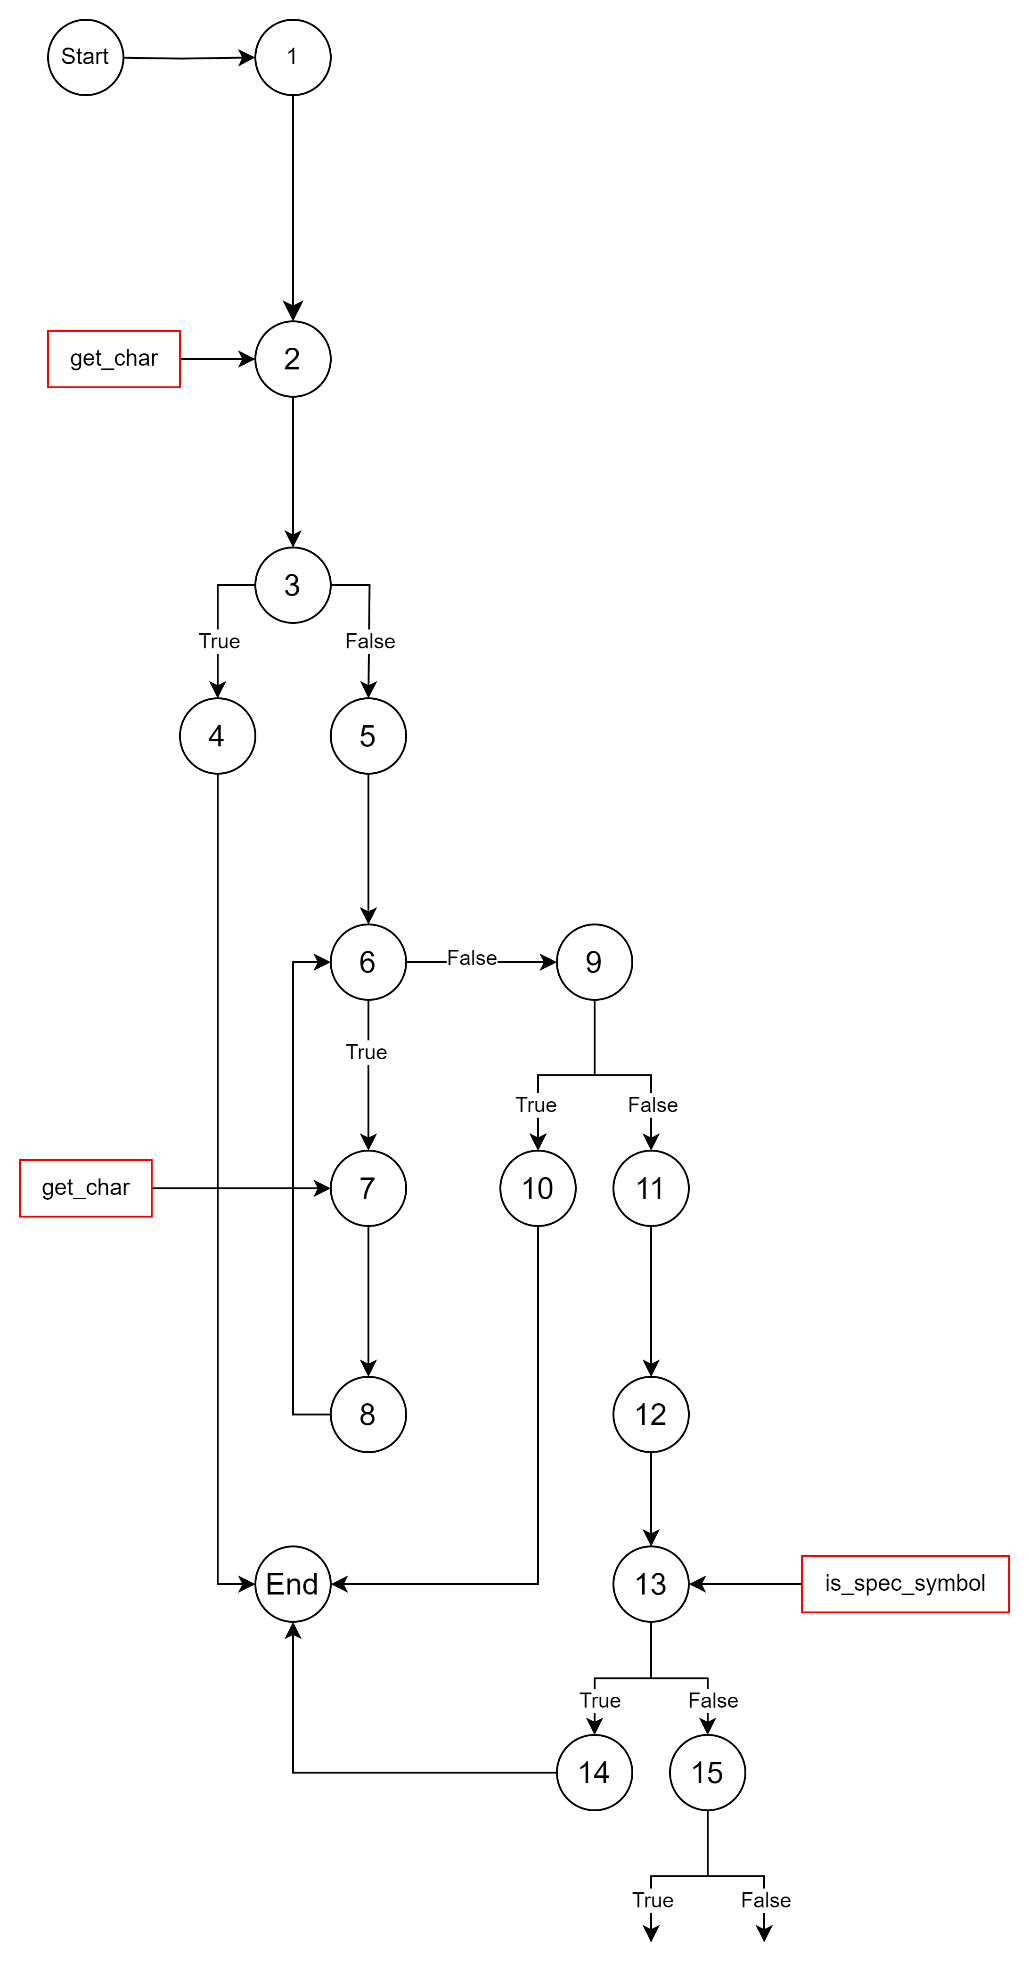 Start
1
get_char
2
3
True
False
4
5
6
False
9
True
True
False
get_char
7
10
11
8
12
End
13
is_spec_symbol
True
False
14
15
True
False